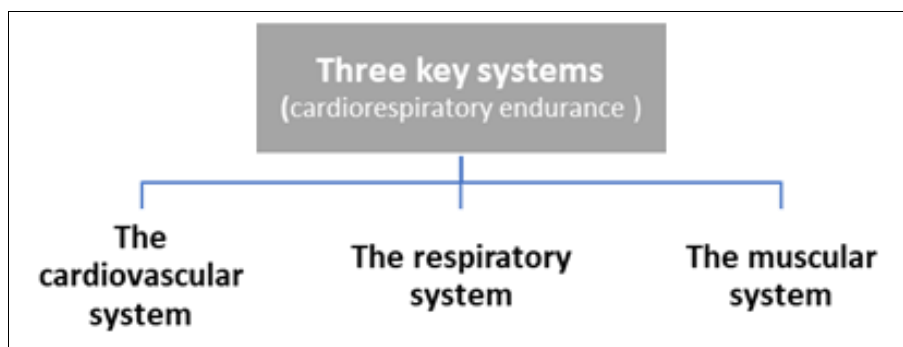 Three key systems
(cardiorespiratory endurance )
The
cardiovascular
system
The respiratory
system
The muscular
system